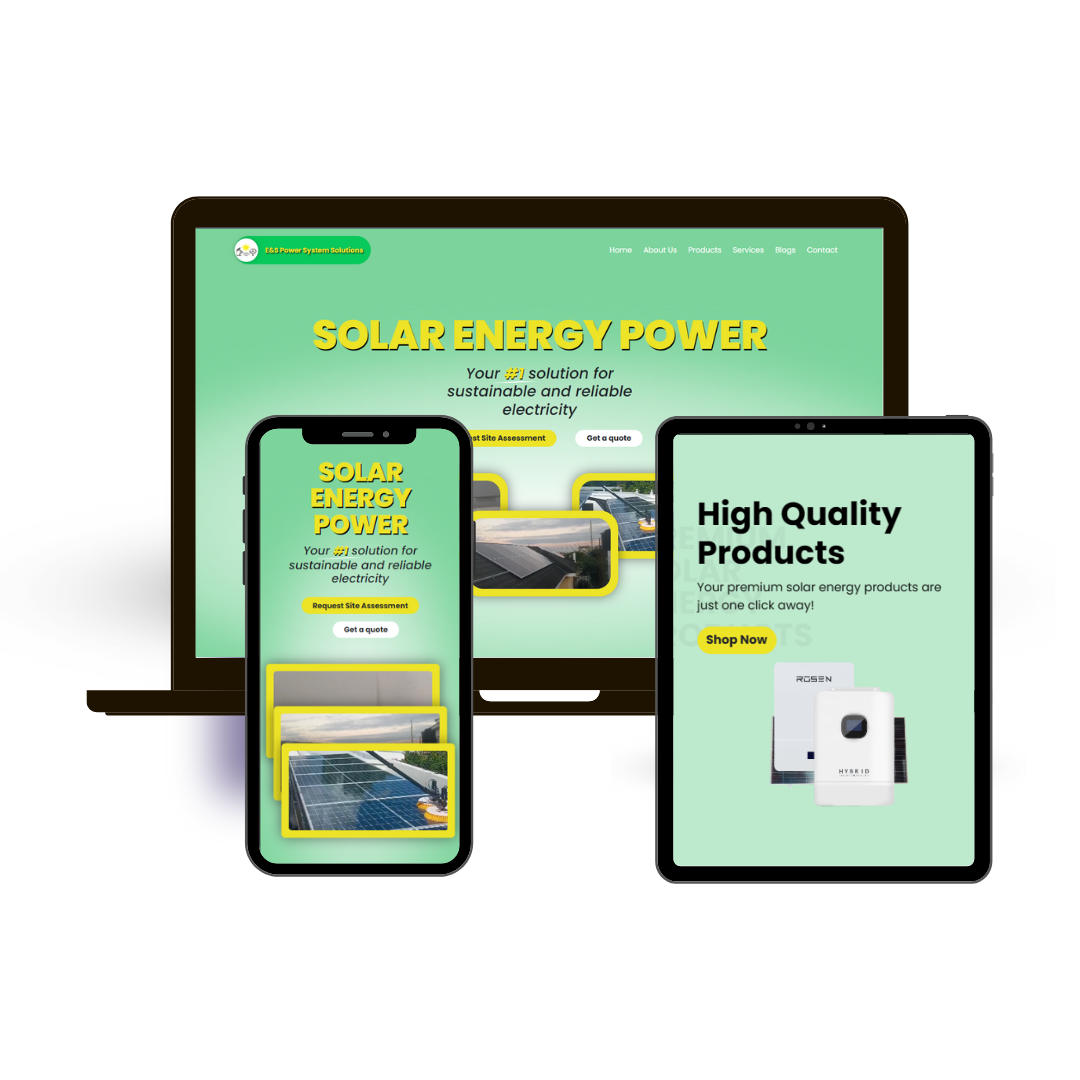 E&S Power System Solutions
Home About Us Products Services Blogs Contact
SOLAR ENERGY POWER
Your #1 solution for
sustainable and reliable
electricity
Site Assessment
Get a quote
SOLAR
ENERGY
POWER
Your #1 solution for
sustainable and reliable
electricity
Request Site Assessment
Get a quote
High Quality
Products
Your premium solar energy products are
just one click away!
Shop Now
ROSEN
HYBRID